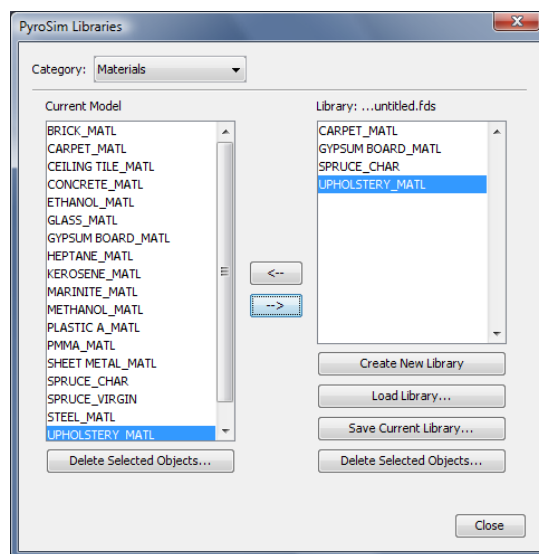 PyroSim Libraries
Category: Materials
Current Model
BRICK_MATL
CARPET_MATL
CEILING TILE_MATL
CONCRETE_MATL
ETHANOL_MATL
GLASS_MATL
GYPSUM BOARD_MATL
HEPTANE_MATL
KEROSENE_MATL
MARINITE_MATL
METHANOL_MATL
PLASTIC A_MATL
PMMA_MATL
SHEET METAL_MATL
SPRUCE_CHAR
SPRUCE_VIRGIN
STEEL_MATL
UPHOLSTERY_MATL
Delete Selected Objects...
<--
-->
Library: ...untitled.fds
CARPET_MATL
GYPSUM BOARD_MATL
SPRUCE_CHAR
UPHOLSTERY_MATL
Create New Library
Load Library...
Save Current Library...
Delete Selected Objects...
Close